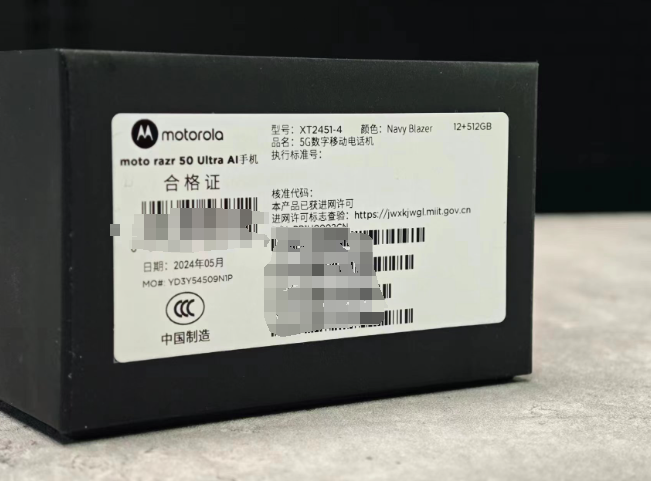 motorola
moto razr 50 Ultra AI手机
合格证
日期：2024年05月
MO#: YD3Y54509N1P
CCC
中国制造
型号：XT2451-4 颜色：Navy Blazer 12+512GB
品名：5G数字移动电话机
执行标准号：
核准代码：
本产品已获进网许可
进网许可标志查验：https://jwxkjwgl.miit.gov.cn